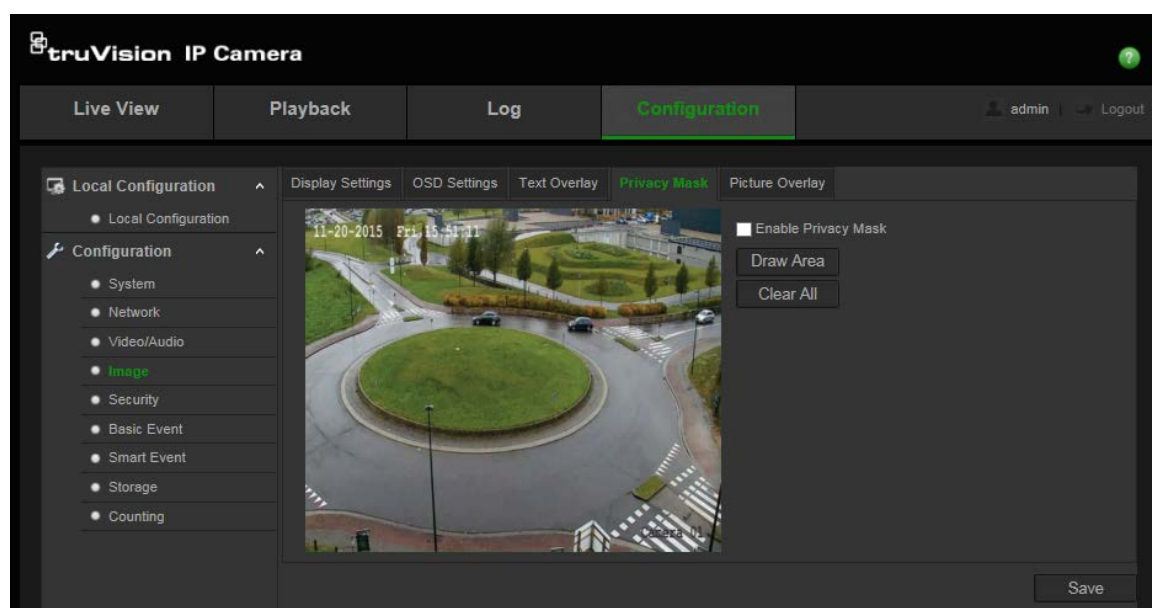 truVision IP Camera
?
Live View Playback Log Configuration admin | Logout
Display Settings OSD Settings Text Overlay Privacy Mask Picture Overlay
Local Configuration
Local Configuration
Configuration
System
Network
Video/Audio
Image
Security
Basic Event
Smart Event
Storage
Counting
11-20-2015 Fri 15:51:11
Camera 01
Enable Privacy Mask
Draw Area
Clear All
Save